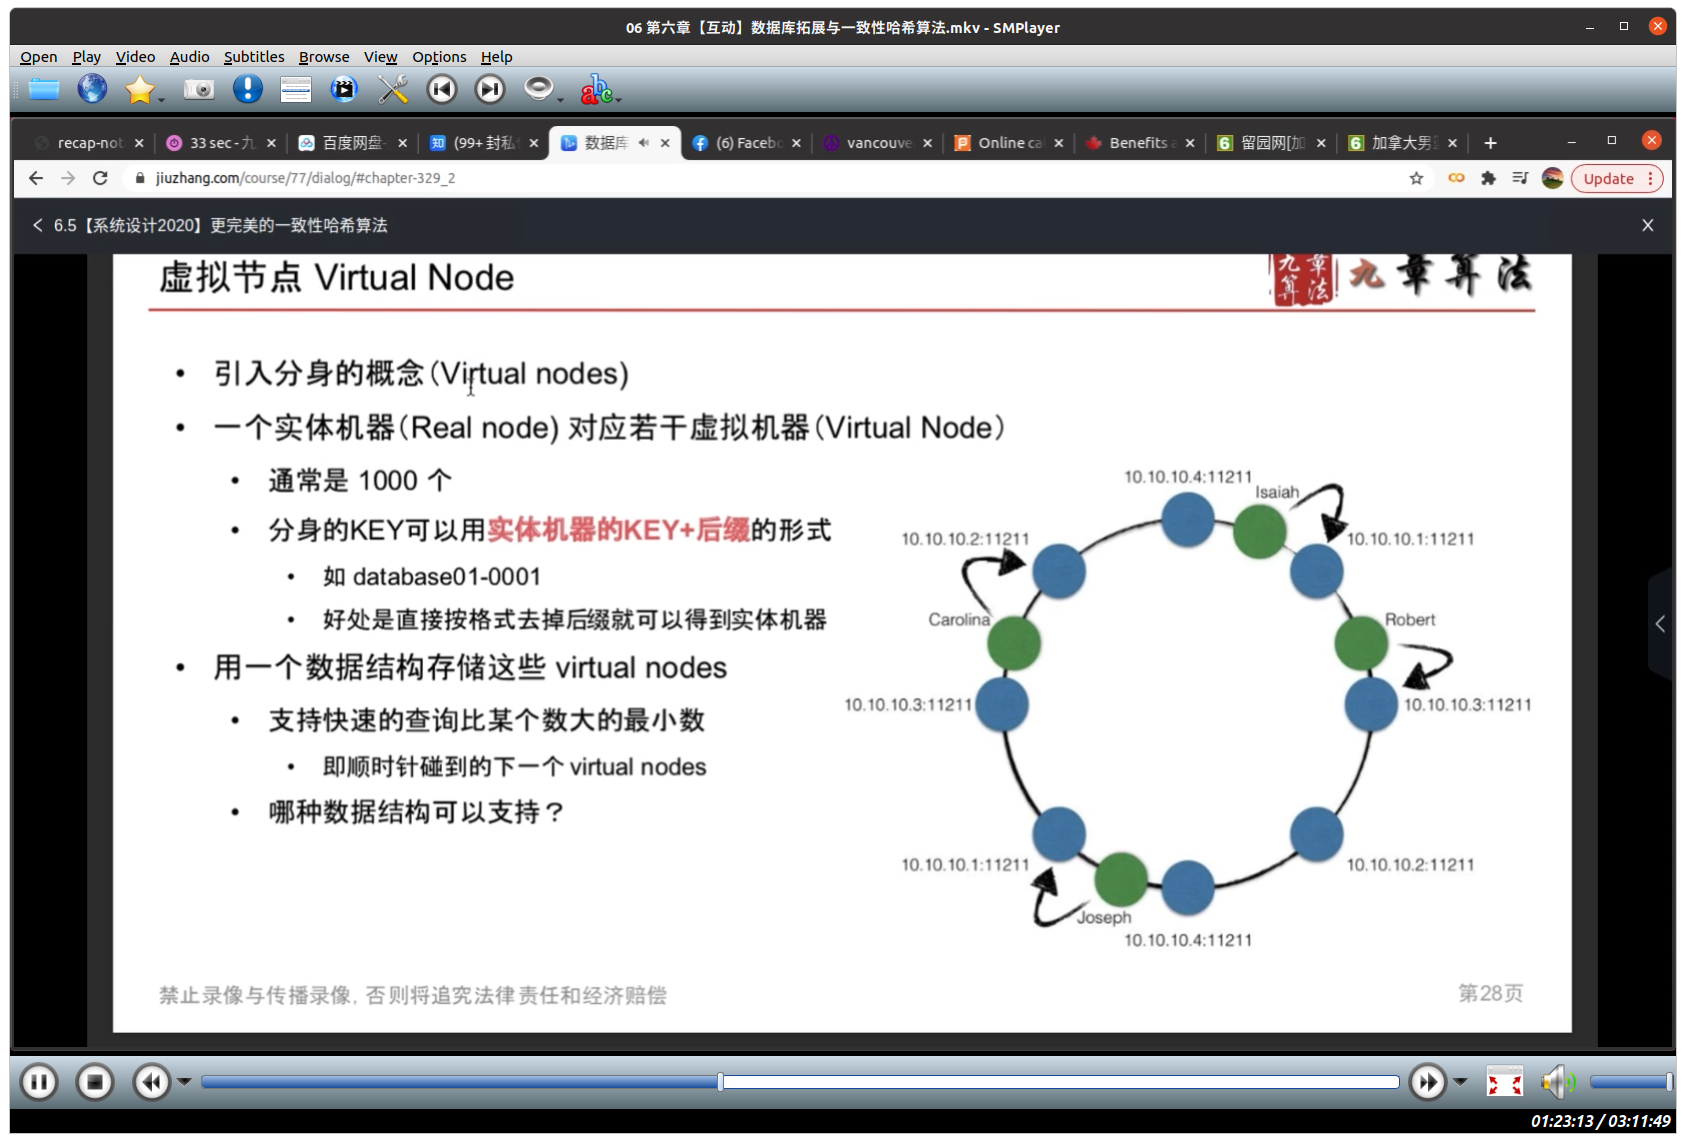 06 第六章【互动】数据库拓展与一致性哈希算法.mkv - SMPlayer
Open Play Video Audio Subtitles Browse View Options Help
abc
recap-not
33 sec - 九
百度网盘-
知 (99+ 封私
数据库
(6) Facebo
vancouve
Online ca
Benefits a
6 留园网[加
6 加拿大男
jiuzhang.com/course/77/dialog/#chapter-329_2
Update
6.5【系统设计2020】更完美的一致性哈希算法
虚拟节点 Virtual Node
九章算法 九章算法
• 引入分身的概念(Virtual nodes)
• 一个实体机器(Real node) 对应若干虚拟机器(Virtual Node)
• 通常是 1000 个
• 分身的KEY可以用实体机器的KEY+后缀的形式
• 如 database01-0001
• 好处是直接按格式去掉后缀就可以得到实体机器
• 用一个数据结构存储这些 virtual nodes
• 支持快速的查询比某个数大的最小数
• 即顺时针碰到的下一个 virtual nodes
• 哪种数据结构可以支持？
10.10.10.4:11211
Isaiah
10.10.10.2:11211
10.10.10.1:11211
Carolina
Robert
10.10.10.3:11211
10.10.10.3:11211
10.10.10.1:11211
10.10.10.2:11211
Joseph
10.10.10.4:11211
禁止录像与传播录像, 否则将追究法律责任和经济赔偿
第28页
01:23:13 / 03:11:49